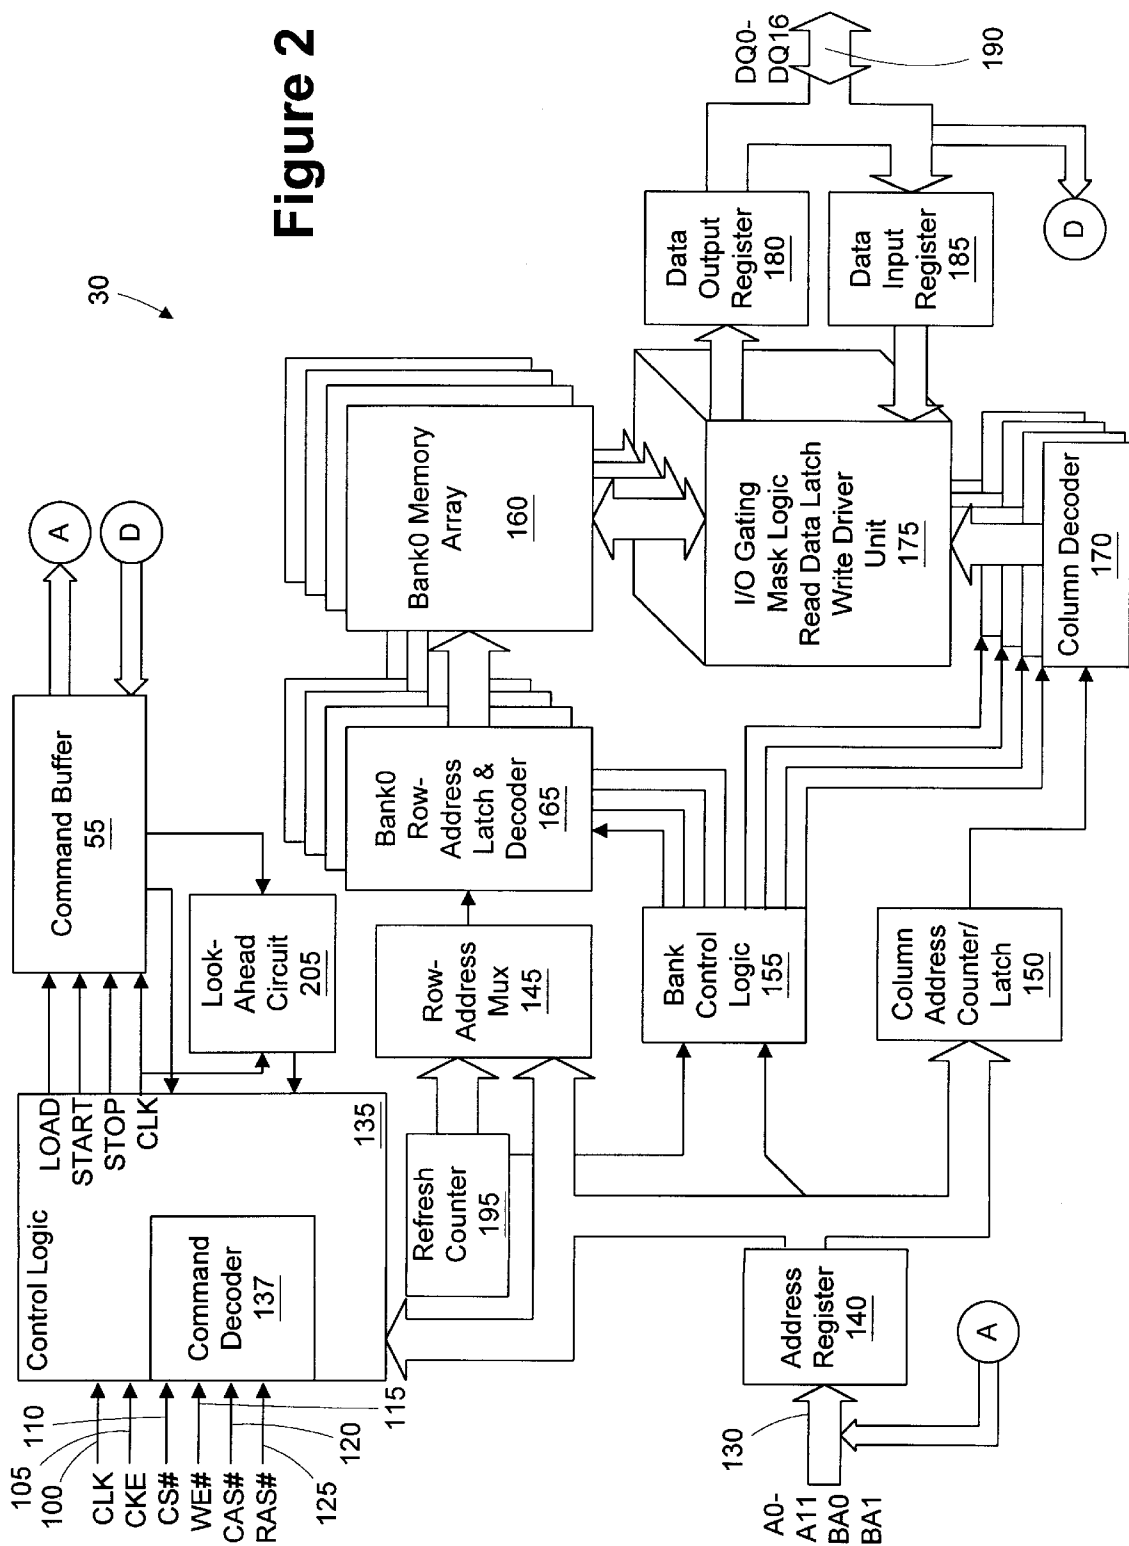 Figure 2
30
A
D
Command Buffer
55
LOAD
START
STOP
CLK
Look-
Ahead
Circuit
205
Control Logic
135
Command
Decoder
137
105
100
110
CLK
CKE
CS#
WE#
CAS#
RAS#
115
120
125
Refresh
Counter
195
Row-
Address
Mux
145
Bank0
Row-
Address
Latch &
Decoder
165
Bank0 Memory
Array
160
Bank
Control
Logic
155
I/O Gating
Mask Logic
Read Data Latch
Write Driver
Unit
175
Data
Output
Register
180
Data
Input
Register
185
DQ0-
DQ16
190
D
Column Decoder
170
Column
Address
Counter/
Latch
150
Address
Register
140
130
A0-
A11
BA0
BA1
A